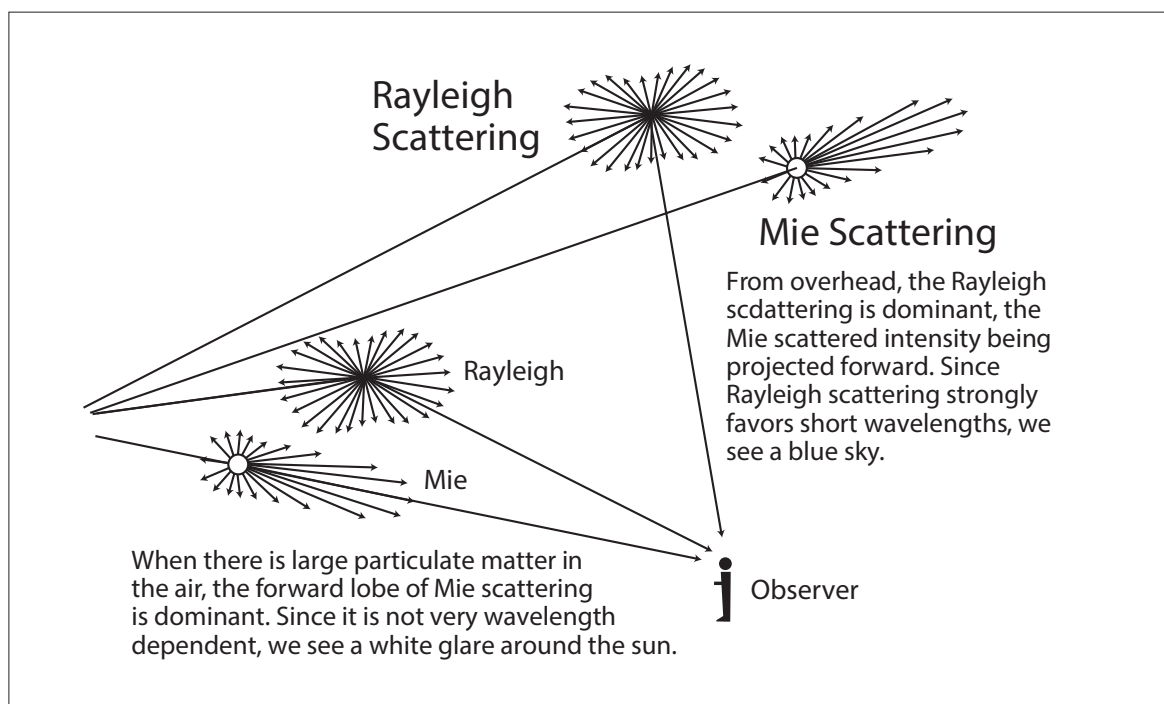 Rayleigh
Scattering
Mie Scattering
From overhead, the Rayleigh
scdattering is dominant, the
Mie scattered intensity being
projected forward. Since
Rayleigh scattering strongly
favors short wavelengths, we
see a blue sky.
Rayleigh
Mie
When there is large particulate matter in
the air, the forward lobe of Mie scattering
is dominant. Since it is not very wavelength
dependent, we see a white glare around the sun.
Observer